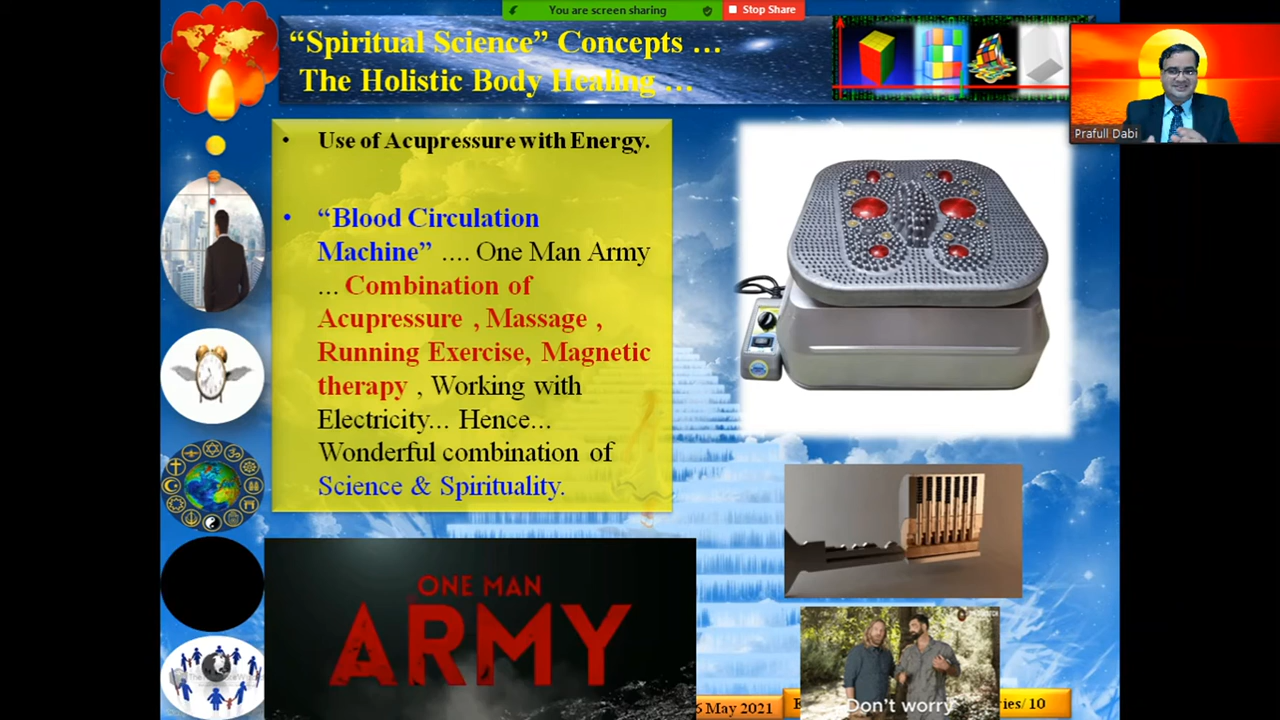 You are screen sharing
Stop Share
“Spiritual Science” Concepts …
The Holistic Body Healing …
Prafull Dabi
• Use of Acupressure with Energy.
• “Blood Circulation
Machine” …. One Man Army
… Combination of
Acupressure , Massage ,
Running Exercise, Magnetic
therapy , Working with
Electricity… Hence…
Wonderful combination of
Science & Spirituality.
ONE MAN
ARMY
Don't worry
May 2021
/ 10